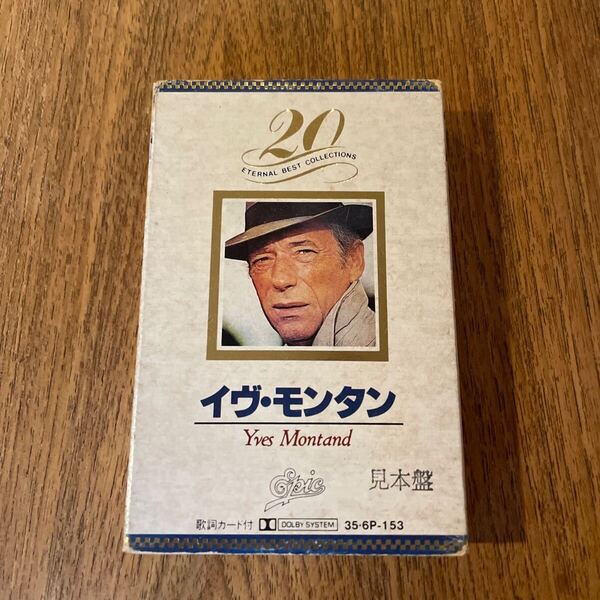 20
ETERNAL BEST COLLECTIONS
イヴ・モンタン
Yves Montand
Epic
見本盤
歌詞カード付 DOLBY SYSTEM 35・6P-153